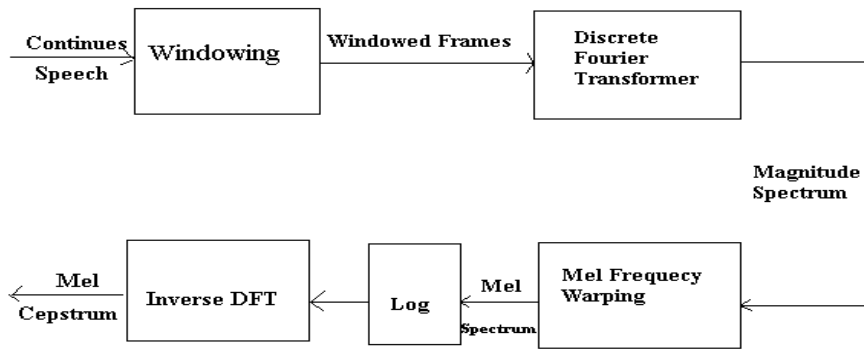 Continues
Speech
Windowing
Windowed Frames
Discrete
Fourier
Transformer
Magnitude
Spectrum
Mel Frequecy
Warping
Mel
Spectrum
Log
Inverse DFT
Mel
Cepstrum